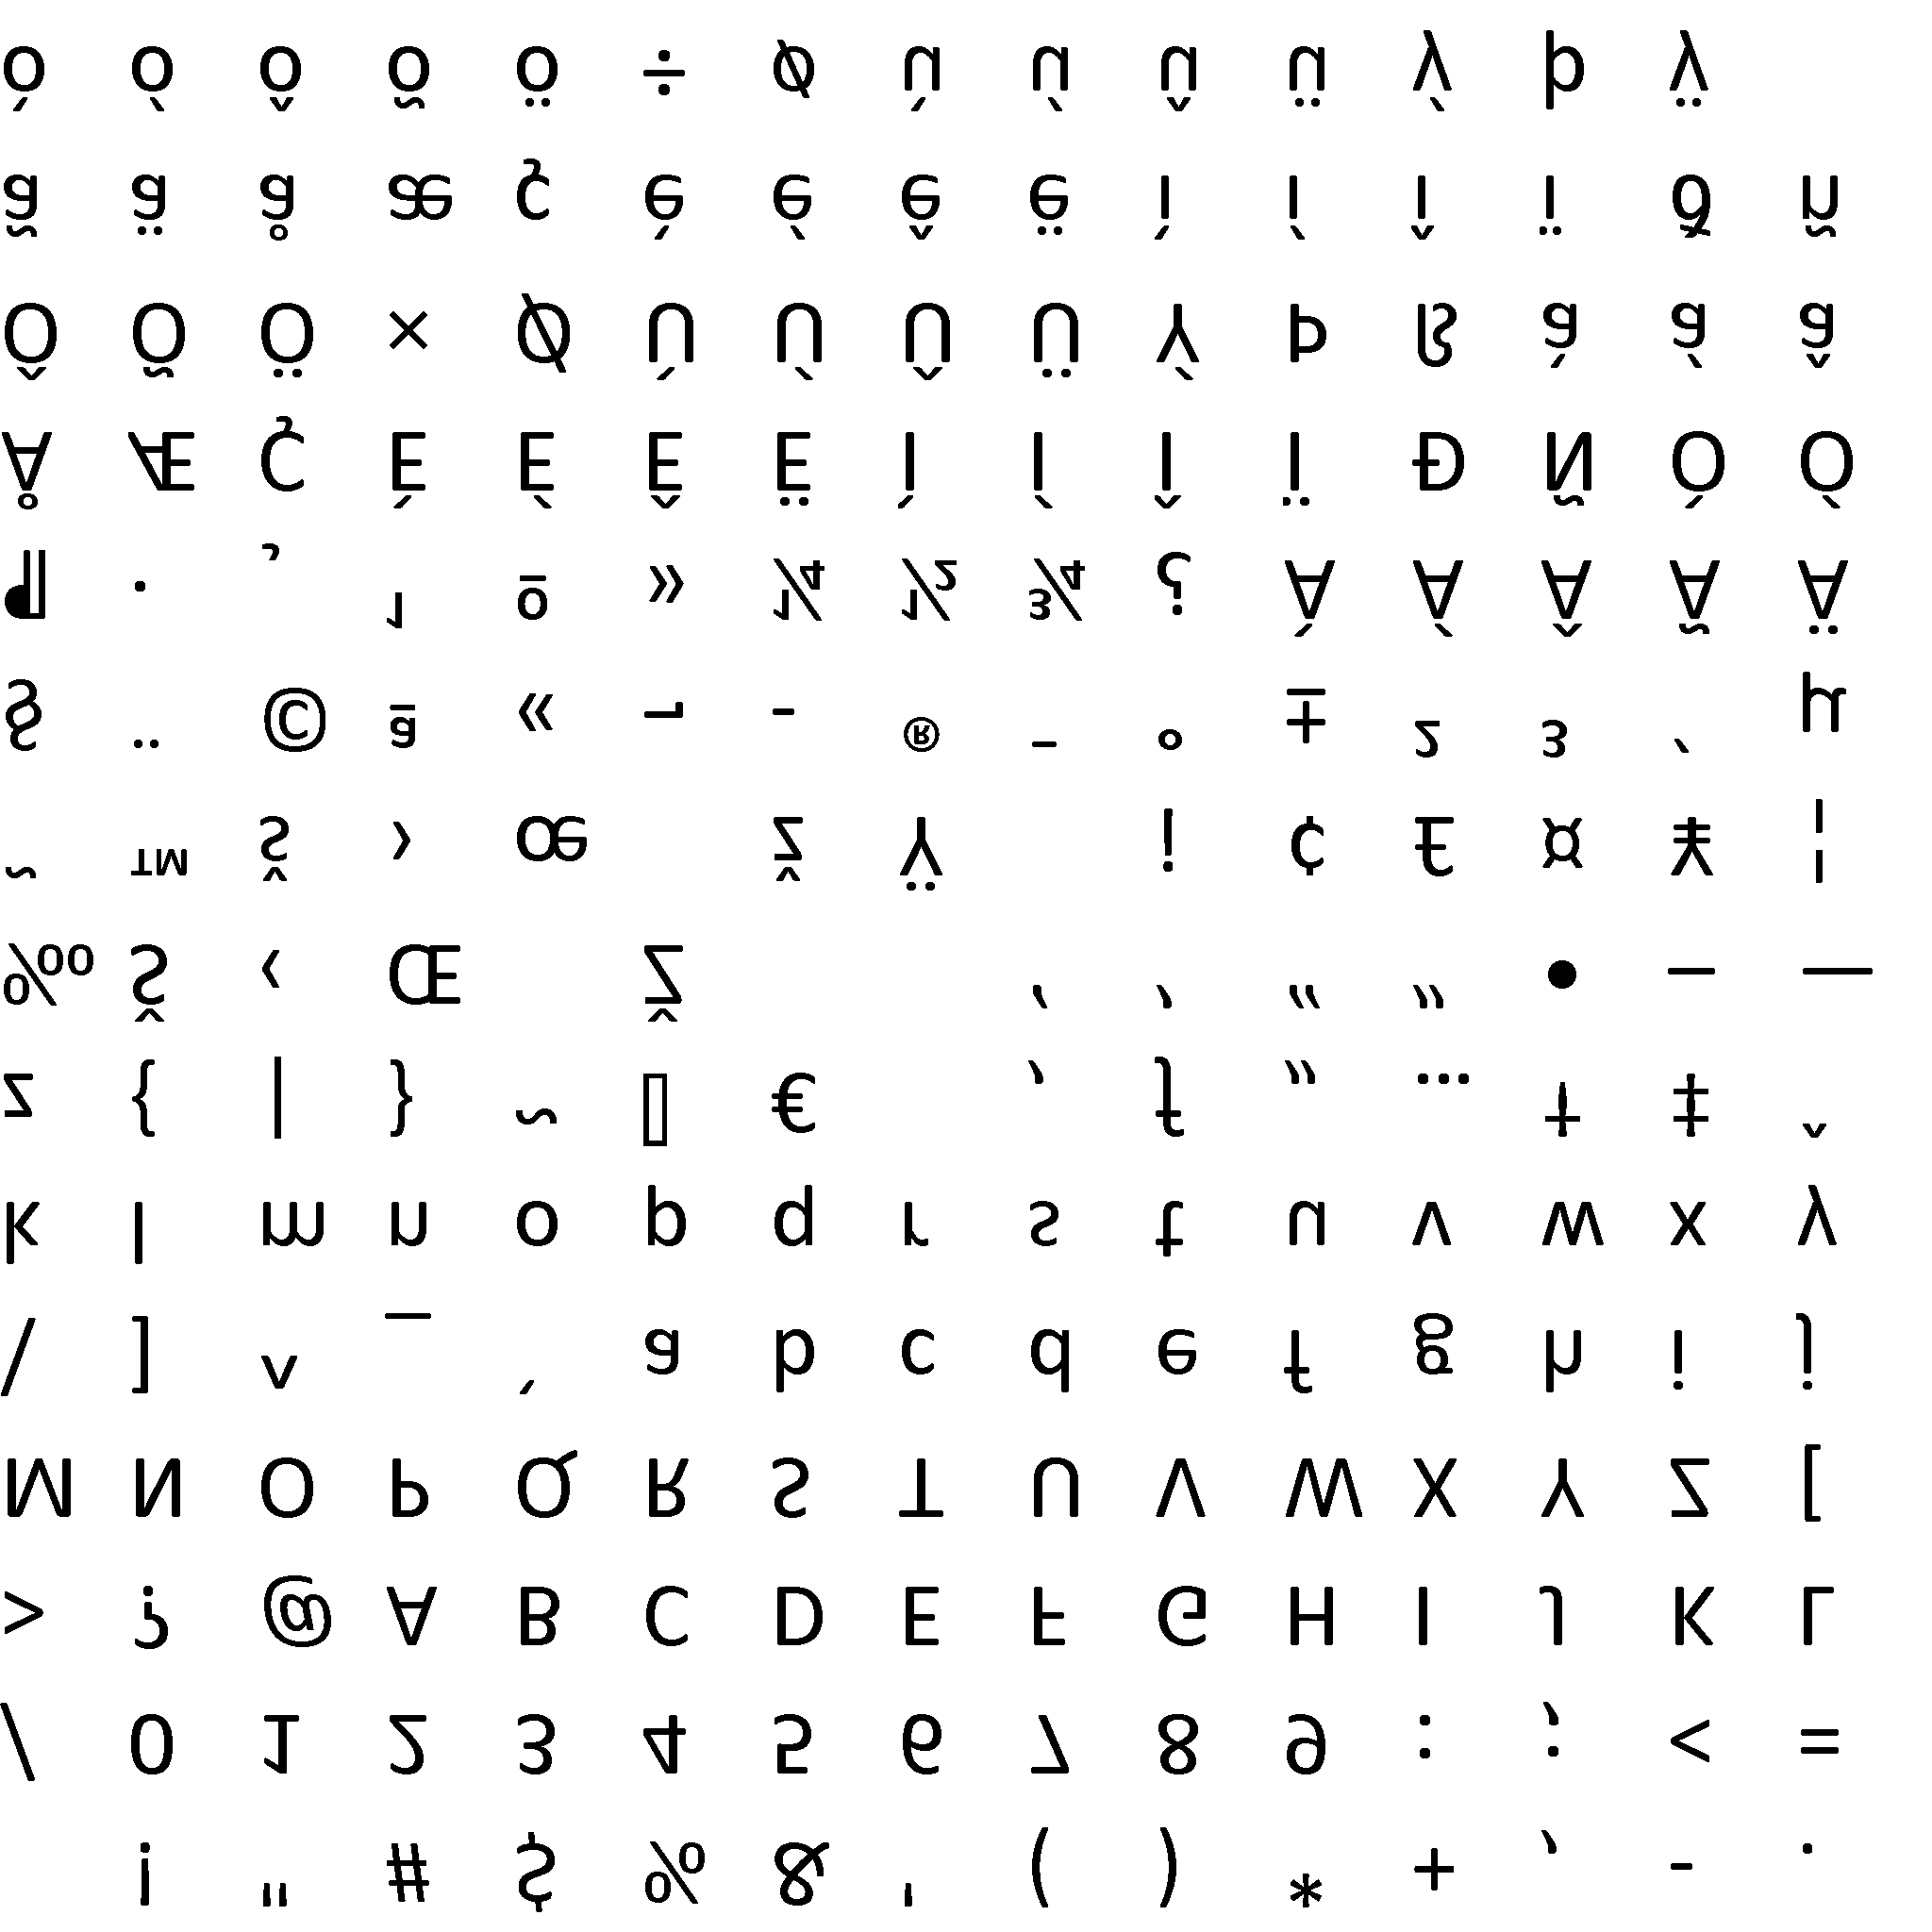 ! " # $ % & ' ( ) * + , - .
/ 0 1 2 3 4 5 6 7 8 9 : ; < =
> ? @ A B C D E F G H I J K L
M N O P Q R S T U V W X Y Z [
\ ] ^ _ ` a b c d e f g h i j
k l m n o p q r s t u v w x y
z { | } ~ ▯ € ‚ ƒ „ … † ‡ ˆ
‰ Š ‹ Œ Ž ‘ ’ “ ” • – —
˜ ™ š › œ ž Ÿ ¡ ¢ £ ¤ ¥ ¦
§ ¨ © ª « ¬ - ® ¯ ° ± ² ³ ´ µ
¶ · ¸ ¹ º » ¼ ½ ¾ ¿ À Á Â Ã Ä
Å Æ Ç È É Ê Ë Ì Í Î Ï Ð Ñ Ò Ó
Ô Õ Ö × Ø Ù Ú Û Ü Ý Þ ß à á â
ã ä å æ ç è é ê ë ì í î ï ð ñ
ò ó ô õ ö ÷ ø ù ú û ü ý þ ÿ